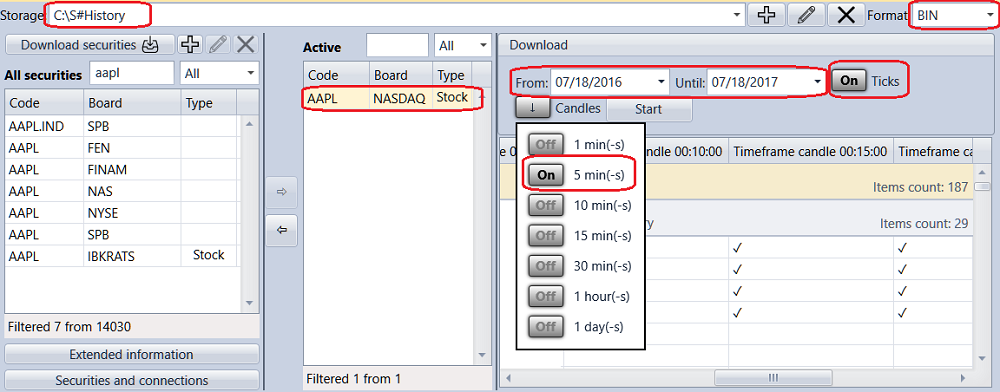 Storage: C:\S#History Format BIN
Download securities
All securities aapl All
Code Board Type
AAPL.IND SPB
AAPL FEN
AAPL FINAM
AAPL NAS
AAPL NYSE
AAPL SPB
AAPL IBKRATS Stock
Filtered 7 from 14030
Extended information
Securities and connections
Active All
Code Board Type
AAPL NASDAQ Stock
Filtered 1 from 1
Download
From: 07/18/2016 Until: 07/18/2017 On Ticks
↓ Candles Start
Off 1 min(-s)
On 5 min(-s)
Off 10 min(-s)
Off 15 min(-s)
Off 30 min(-s)
Off 1 hour(-s)
Off 1 day(-s)
e 0 ndle 00:10:00 Timeframe candle 00:15:00 Timeframe ca
Items count: 187
ry Items count: 29
✓ ✓
✓ ✓
✓ ✓
✓ ✓